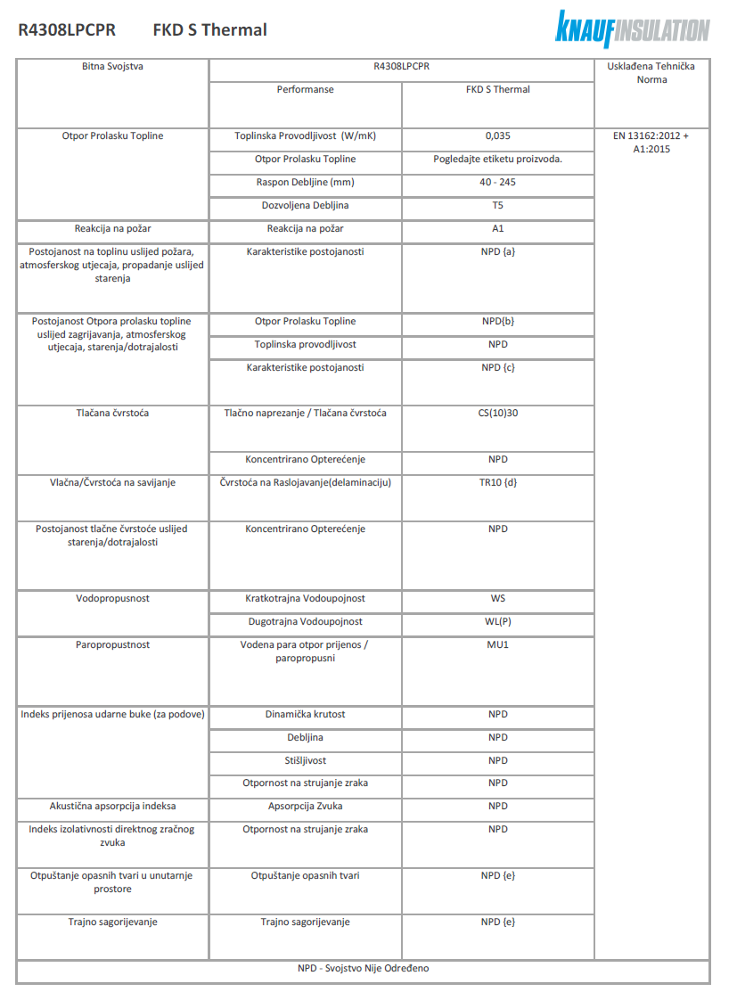 R4308LPCPR FKD S Thermal
KNAUFINSULATION
Bitna Svojstva
R4308LPCPR
Usklađena Tehnička
Norma
Performanse
FKD S Thermal
Otpor Prolasku Topline
Toplinska Provodljivost (W/mK)
0,035
EN 13162:2012 +
A1:2015
Otpor Prolasku Topline
Pogledajte etiketu proizvoda.
Raspon Debljine (mm)
40 - 245
Dozvoljena Debljina
T5
Reakcija na požar
Reakcija na požar
A1
Postojanost na toplinu uslijed požara,
atmosferskog utjecaja, propadanje uslijed
starenja
Karakteristike postojanosti
NPD {a}
Postojanost Otpora prolasku topline
uslijed zagrijavanja, atmosferskog
utjecaja, starenja/dotrajalosti
Otpor Prolasku Topline
NPD{b}
Toplinska provodljivost
NPD
Karakteristike postojanosti
NPD {c}
Tlačana čvrstoća
Tlačno naprezanje / Tlačana čvrstoća
CS(10)30
Koncentrirano Opterećenje
NPD
Vlačna/Čvrstoća na savijanje
Čvrstoća na Raslojavanje(delaminaciju)
TR10 {d}
Postojanost tlačne čvrstoće uslijed
starenja/dotrajalosti
Koncentrirano Opterećenje
NPD
Vodopropusnost
Kratkotrajna Vodoupojnost
WS
Dugotrajna Vodoupojnost
WL(P)
Paropropustnost
Vodena para otpor prijenos /
paropropusni
MU1
Indeks prijenosa udarne buke (za podove)
Dinamička krutost
NPD
Debljina
NPD
Stišljivost
NPD
Otpornost na strujanje zraka
NPD
Akustična apsorpcija indeksa
Apsorpcija Zvuka
NPD
Indeks izolativnosti direktnog zračnog
zvuka
Otpornost na strujanje zraka
NPD
Otpuštanje opasnih tvari u unutarnje
prostore
Otpuštanje opasnih tvari
NPD {e}
Trajno sagorijevanje
Trajno sagorijevanje
NPD {e}
NPD - Svojstvo Nije Određeno